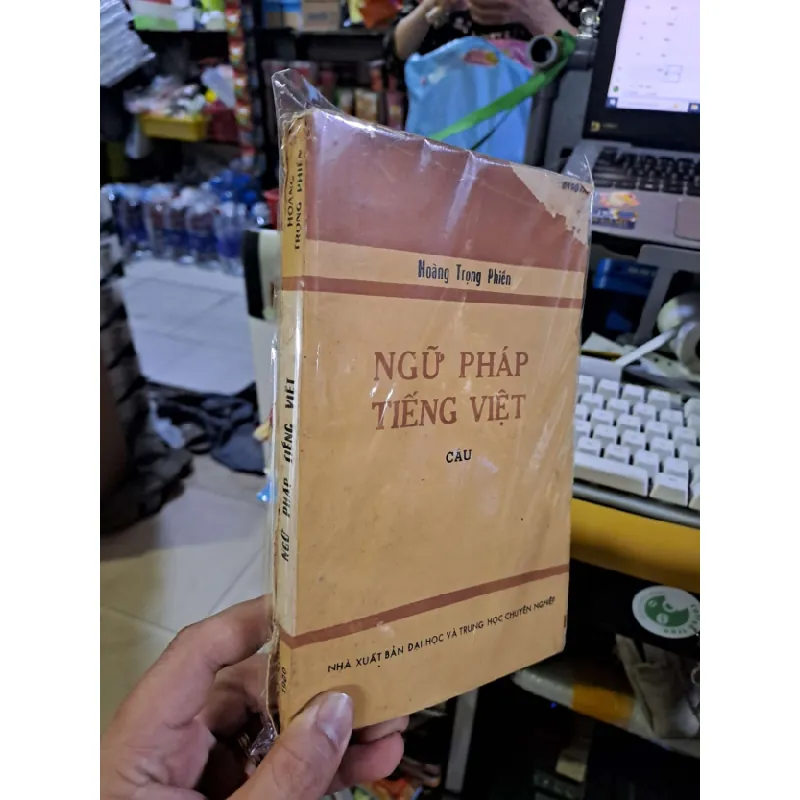 Hoàng Trọng Phiến
NGỮ PHÁP
TIẾNG VIỆT
CÂU
NHÀ XUẤT BẢN ĐẠI HỌC VÀ TRUNG HỌC CHUYÊN NGHIỆP
HOÀNG
TRỌNG PHIẾN
NGỮ PHÁP TIẾNG VIỆT
1980